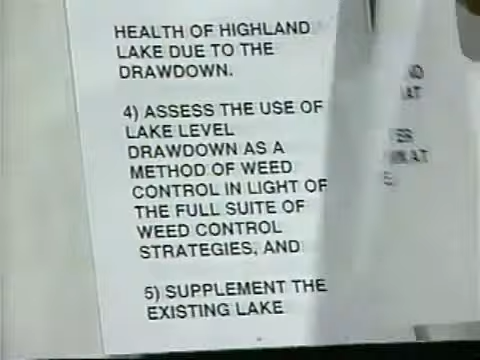 HEALTH OF HIGHLAND
LAKE DUE TO THE
DRAWDOWN.
4) ASSESS THE USE OF
LAKE LEVEL
DRAWDOWN AS A
METHOD OF WEED
CONTROL IN LIGHT OF
THE FULL SUITE OF
WEED CONTROL
STRATEGIES, AND
5) SUPPLEMENT THE
EXISTING LAKE